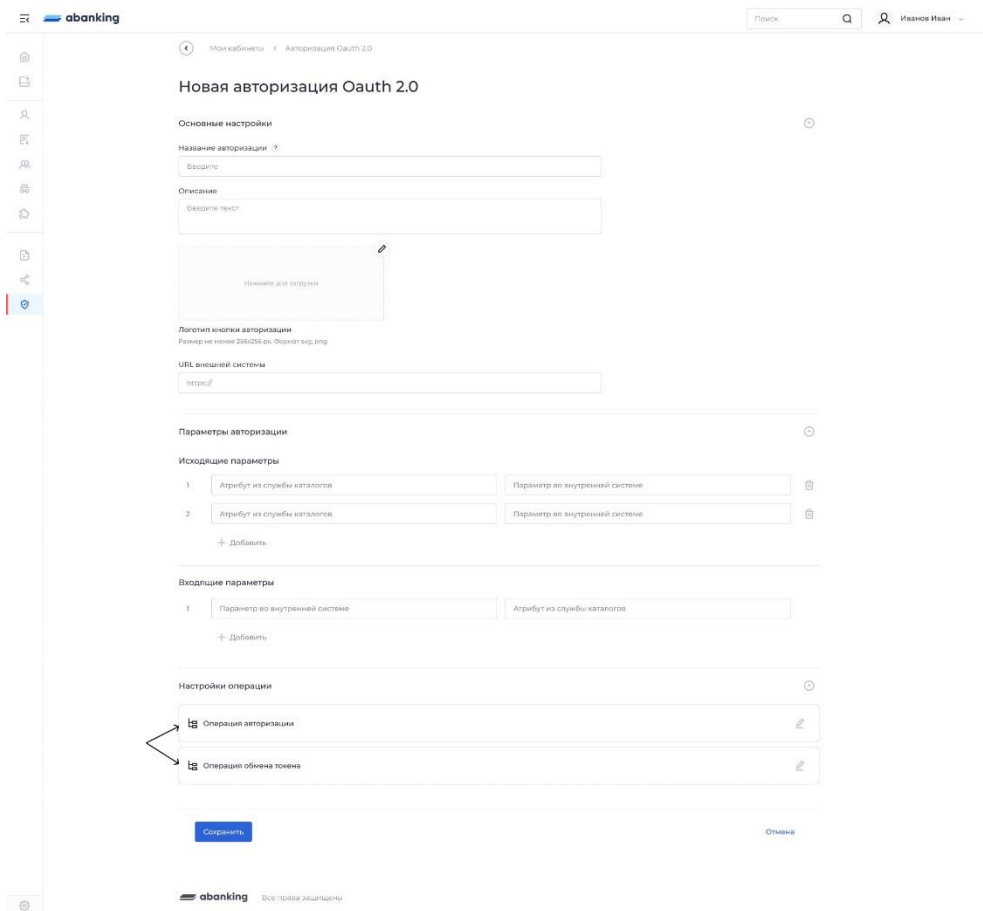 abanking
Поиск
Иванов Иван
Мои кабинеты < Авторизация Oauth 2.0
Новая авторизация Oauth 2.0
Основные настройки
Название авторизации ?
Введите
Описание
Введите текст
Нажмите для загрузки
Логотип кнопки авторизации
Размер не менее 256x256 px. Формат svg, png
URL внешней системы
https://
Параметры авторизации
Исходящие параметры
1 Атрибут из службы каталогов Параметр во внутренней системе
2 Атрибут из службы каталогов Параметр во внутренней системе
+ Добавить
Входящие параметры
1 Параметр во внутренней системе Атрибут из службы каталогов
+ Добавить
Настройки операции
Операция авторизации
Операция обмена токена
Сохранить Отмена
abanking Все права защищены